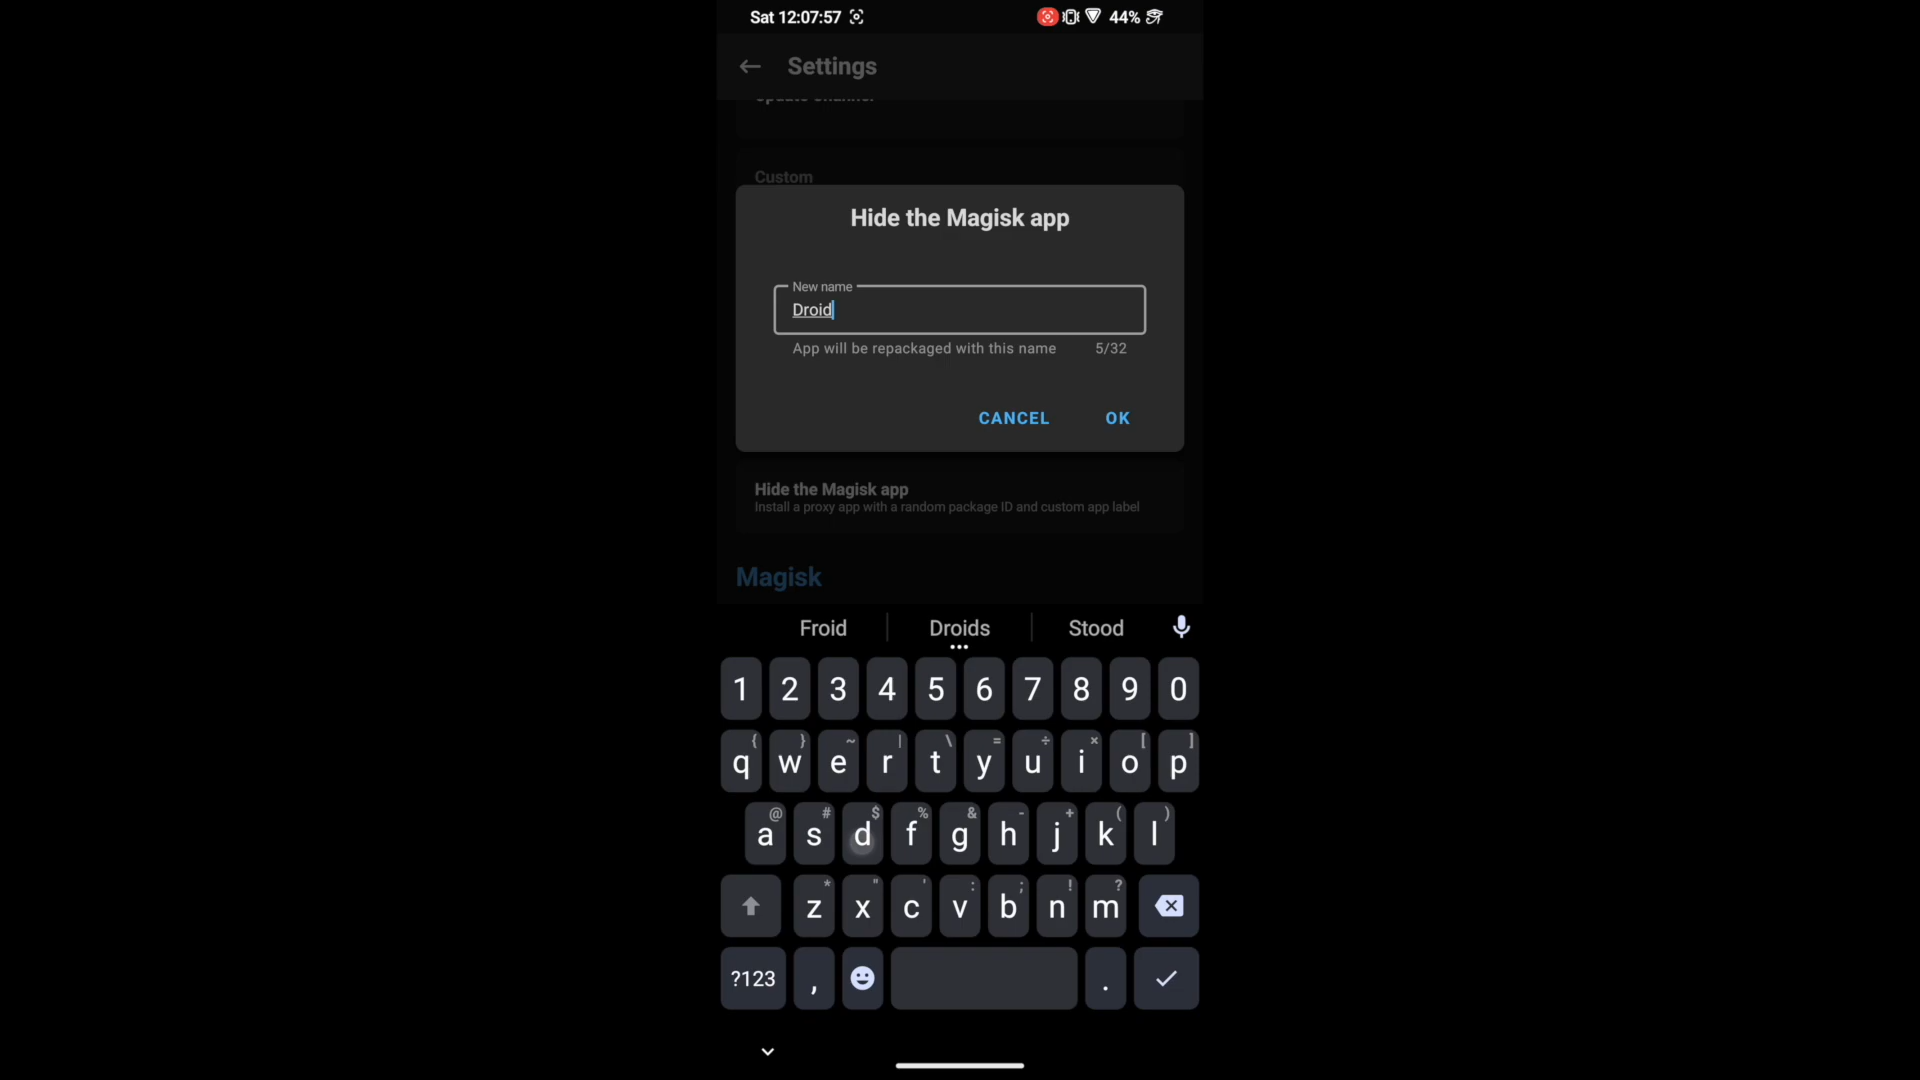 Sat 12:07:57 44%
Settings
Update Channel
Custom
Hide the Magisk app
New name
Droid
App will be repackaged with this name 5/32
CANCEL OK
Hide the Magisk app
Install a proxy app with a random package ID and custom app label
Magisk
Froid Droids Stood
1 2 3 4 5 6 7 8 9 0
{ } ~ | \ = ÷ × [ ]
q w e r t y u i o p
@ # $ % & - + ( )
a s d f g h j k l
* " ' : ; ! ?
z x c v b n m
?123 , .